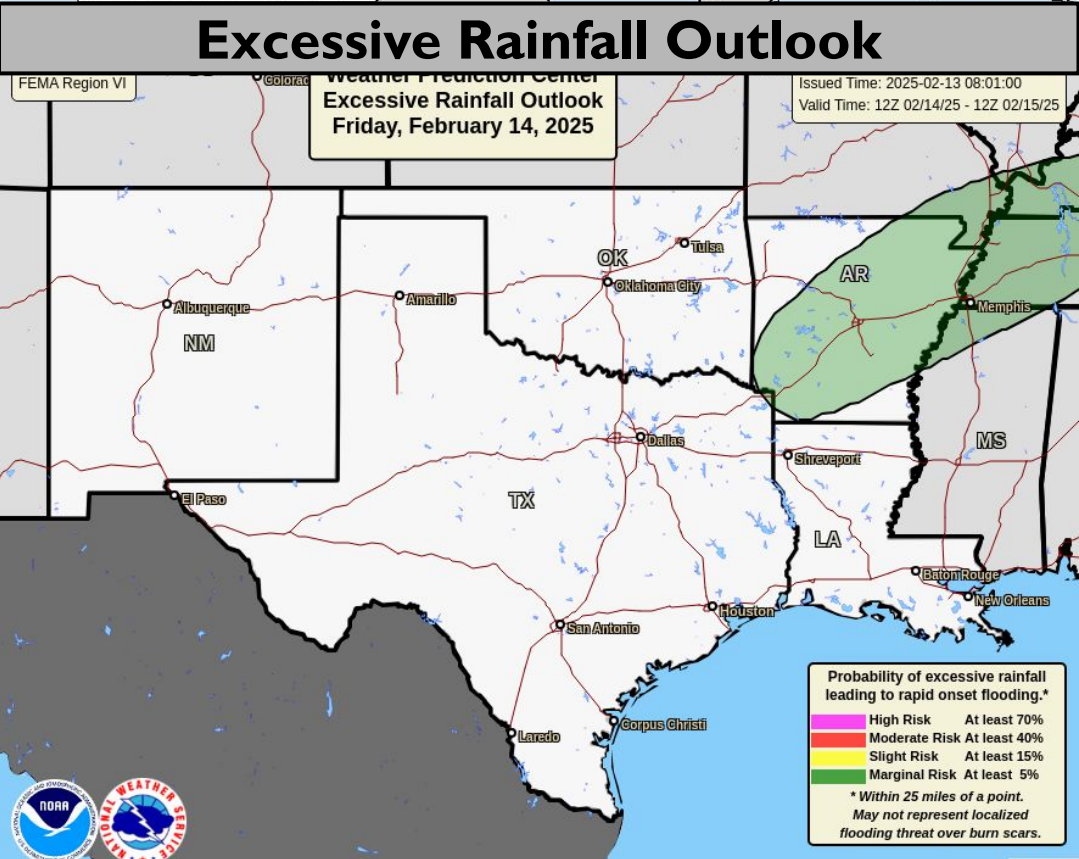 Excessive Rainfall Outlook
FEMA Region VI
Weather Prediction Center
Excessive Rainfall Outlook
Friday, February 14, 2025
Issued Time: 2025-02-13 08:01:00
Valid Time: 12Z 02/14/25 - 12Z 02/15/25
Colorad
OK
Tulsa
AR
Oklahoma City
Amarillo
Albuquerque
Memphis
NM
Dallas
MS
Shreveport
El Paso
TX
LA
Baton Rouge
New Orleans
Houston
San Antonio
Corpus Christi
Laredo
Probability of excessive rainfall
leading to rapid onset flooding.*
High Risk At least 70%
Moderate Risk At least 40%
Slight Risk At least 15%
Marginal Risk At least 5%
* Within 25 miles of a point.
May not represent localized
flooding threat over burn scars.
NOAA
NATIONAL WEATHER SERVICE